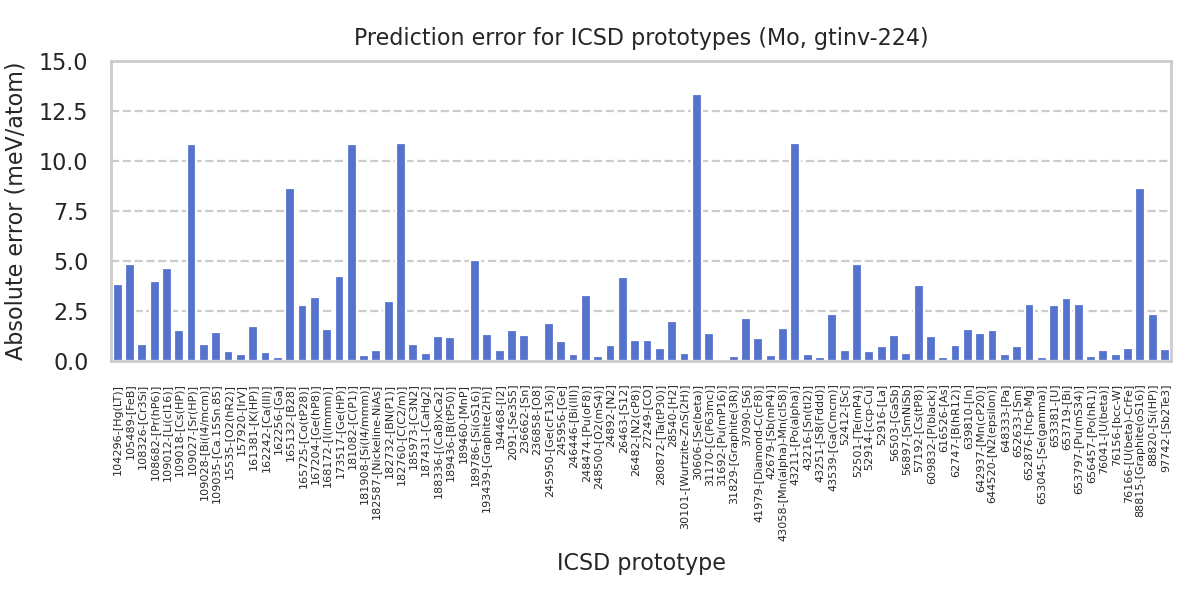 Prediction error for ICSD prototypes (Mo, gtinv-224)
Absolute error (meV/atom)
15.0
12.5
10.0
7.5
5.0
2.5
0.0
104296-[Hg(LT)]
105489-[FeB]
108326-[Cr3Si]
108682-[Pr(hP6)]
109012-[Li(cI16)]
109018-[Cs(HP)]
109027-[Sr(HP)]
109028-[Bi(I4/mcm)]
109035-[Ca.15Sn.85]
15535-[O2(hR2)]
157920-[IrV]
161381-[K(HP)]
162242-[Ca(III)]
162256-[Ga]
165132-[B28]
165725-[Co(tP28)]
167204-[Ge(hP8)]
168172-[I(Immm)]
173517-[Ge(HP)]
181082-[C(P1)]
181908-[Si(I4/mmm)]
182587-[Nickeline-NiAs]
182732-[BN(P1)]
182760-[C(C2/m)]
185973-[C3N2]
187431-[CaHg2]
188336-[(Ca8)xCa2]
189436-[B(tP50)]
189460-[MnP]
189786-[Si(oS16)]
193439-[Graphite(2H)]
194468-[I2]
2091-[Se3S5]
236662-[Sn]
236858-[O8]
245950-[Ge(cF136)]
245956-[Ge]
246446-[Bi(III)]
248474-[Pu(oF8)]
248500-[O2(mS4)]
24892-[N2]
26463-[S12]
26482-[N2(cP8)]
27249-[CO]
280872-[Ta(tP30)]
28540-[H2]
30101-[Wurtzite-ZnS(2H)]
30606-[Se(beta)]
31170-[C(P63mc)]
31692-[Pu(mP16)]
31829-[Graphite(3R)]
37090-[S6]
41979-[Diamond-C(cF8)]
42679-[Sb(mP4)]
43058-[Mn(alpha)-Mn(cI58)]
43211-[Po(alpha)]
43216-[Sn(tI2)]
43251-[S8(Fddd)]
43539-[Ga(Cmcm)]
52412-[Sc]
52501-[Te(mP4)]
52914-[ccp-Cu]
52916-[La]
56503-[GaSb]
56897-[SmNiSb]
57192-[Cs(tP8)]
609832-[P(black)]
616526-[As]
62747-[B(hR12)]
639810-[In]
642937-[Mn(cP20)]
644520-[N2(epsilon)]
648333-[Pa]
652633-[Sm]
652876-[hcp-Mg]
653045-[Se(gamma)]
653381-[U]
653719-[Bi]
653797-[Pu(mS34)]
656457-[Po(hR1)]
76041-[U(beta)]
76156-[bcc-W]
76166-[U(beta)-CrFe]
88815-[Graphite(oS16)]
88820-[Si(HP)]
97742-[Sb2Te3]
ICSD prototype